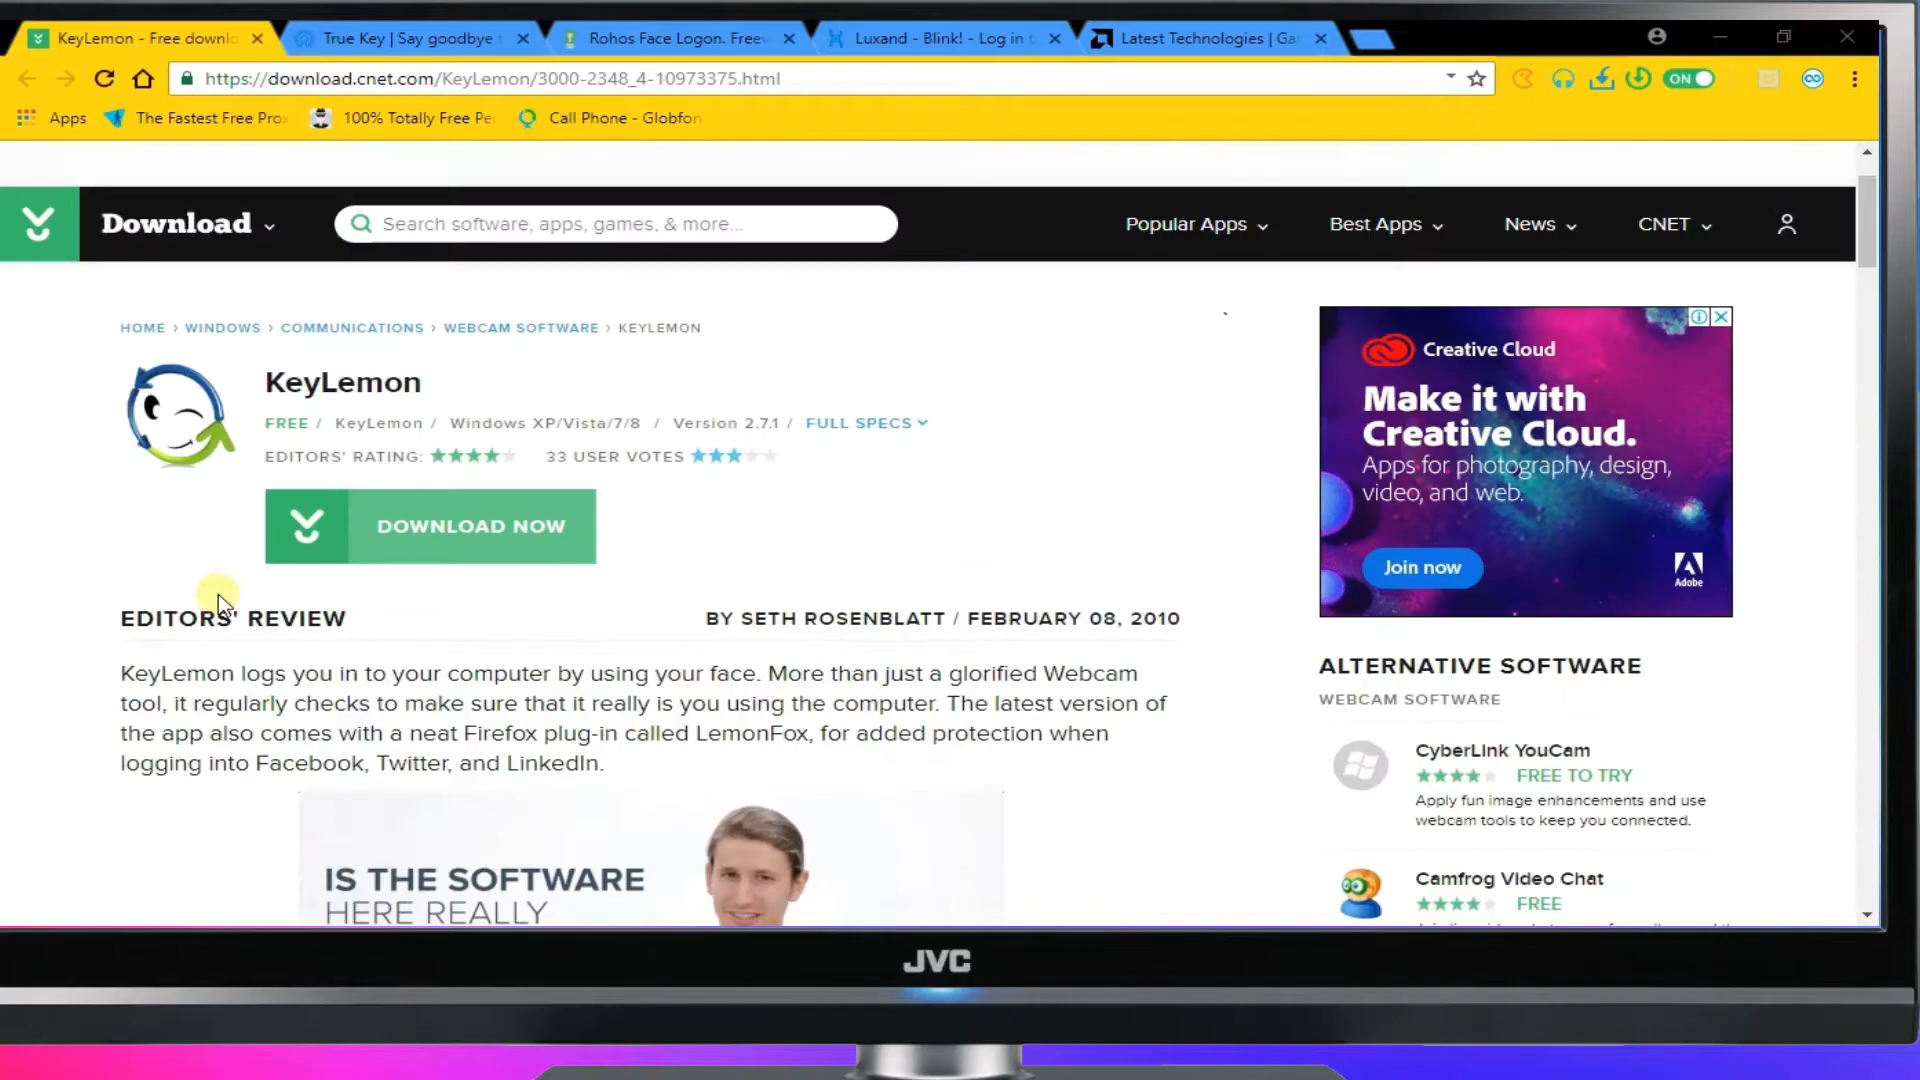 KeyLemon - Free downlo
True Key | Say goodbye
Rohos Face Logon. Freew
Luxand - Blink! - Log in
Latest Technologies | Ga
https://download.cnet.com/KeyLemon/3000-2348_4-10973375.html
ON
Apps
The Fastest Free Prox
100% Totally Free Pe
Call Phone - Globfon
Download
Search software, apps, games, & more...
Popular Apps
Best Apps
News
CNET
HOME › WINDOWS › COMMUNICATIONS › WEBCAM SOFTWARE › KEYLEMON
KeyLemon
FREE / KeyLemon / Windows XP/Vista/7/8 / Version 2.7.1 / FULL SPECS
EDITORS' RATING:
33 USER VOTES
DOWNLOAD NOW
EDITORS' REVIEW
BY SETH ROSENBLATT / FEBRUARY 08, 2010
KeyLemon logs you in to your computer by using your face. More than just a glorified Webcam
tool, it regularly checks to make sure that it really is you using the computer. The latest version of
the app also comes with a neat Firefox plug-in called LemonFox, for added protection when
logging into Facebook, Twitter, and LinkedIn.
IS THE SOFTWARE
HERE REALLY
Creative Cloud
Make it with
Creative Cloud.
Apps for photography, design,
video, and web.
Join now
Adobe
ALTERNATIVE SOFTWARE
WEBCAM SOFTWARE
CyberLink YouCam
FREE TO TRY
Apply fun image enhancements and use
webcam tools to keep you connected.
Camfrog Video Chat
FREE
JVC